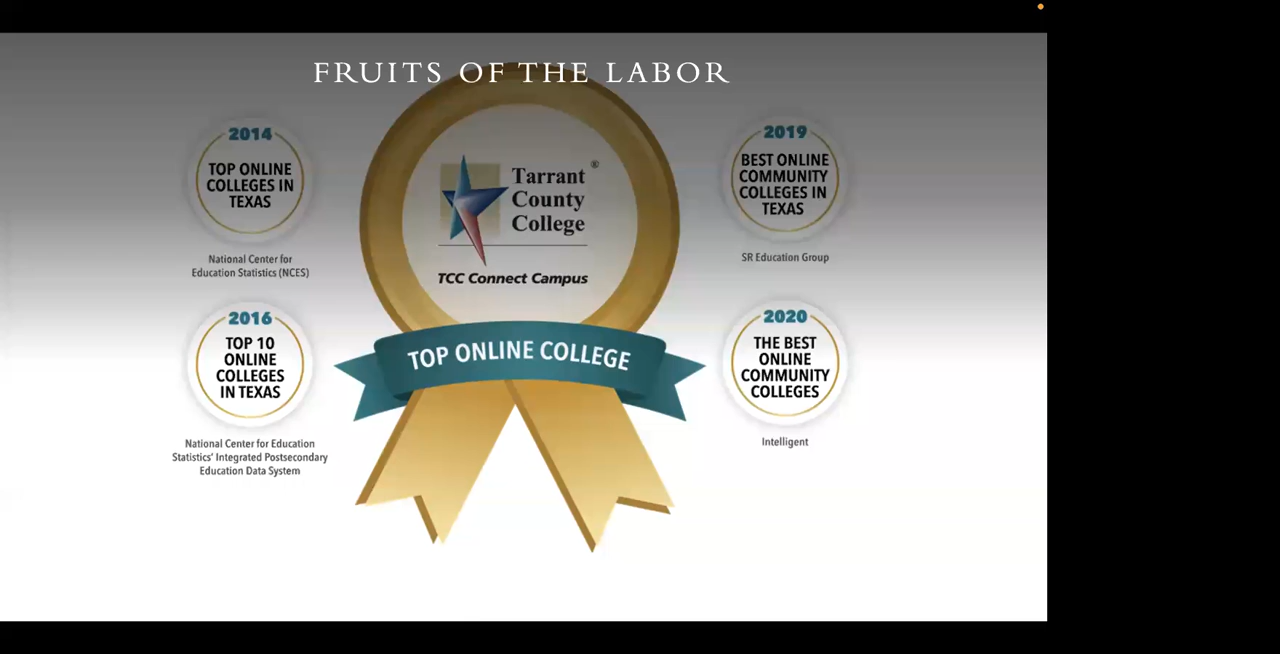 FRUITS OF THE LABOR
2014
TOP ONLINE
COLLEGES IN
TEXAS
National Center for
Education Statistics (NCES)
2016
TOP 10
ONLINE
COLLEGES
IN TEXAS
National Center for Education
Statistics' Integrated Postsecondary
Education Data System
Tarrant ®
County
College
TCC Connect Campus
TOP ONLINE COLLEGE
2019
BEST ONLINE
COMMUNITY
COLLEGES IN
TEXAS
SR Education Group
2020
THE BEST
ONLINE
COMMUNITY
COLLEGES
Intelligent